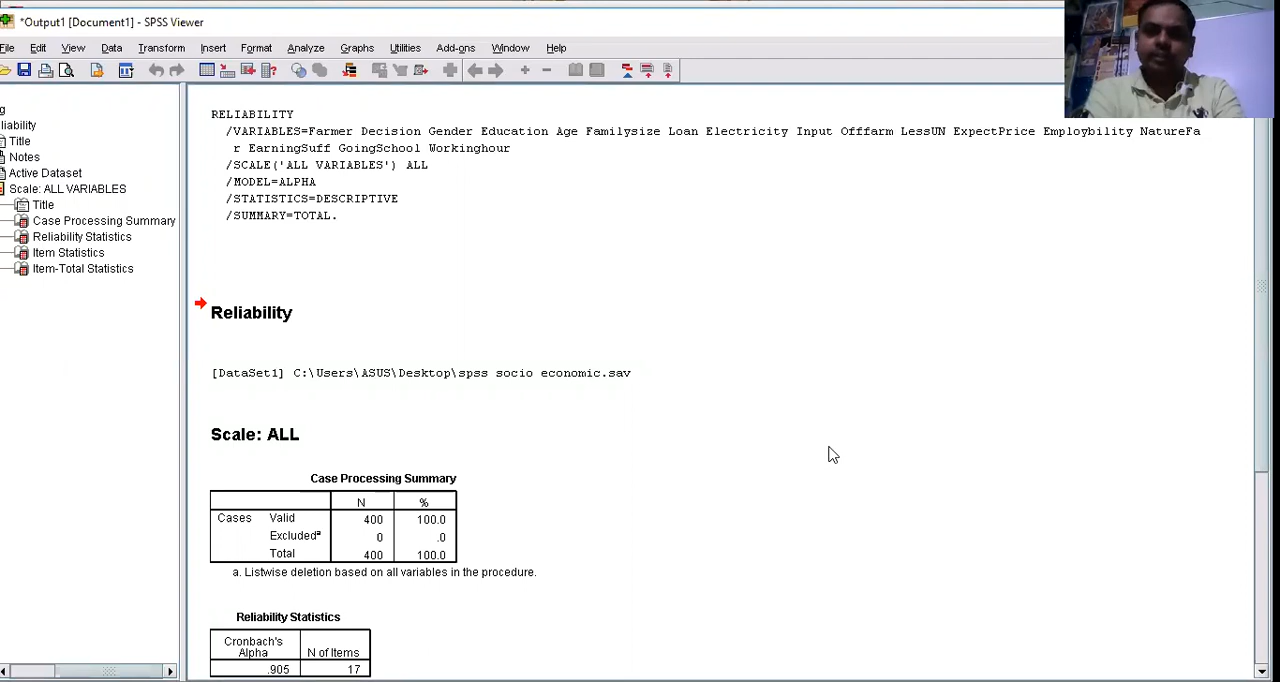 *Output1 [Document1] - SPSS Viewer
File Edit View Data Transform Insert Format Analyze Graphs Utilities Add-ons Window Help
g
liability
Title
Notes
Active Dataset
Scale: ALL VARIABLES
Title
Case Processing Summary
Reliability Statistics
Item Statistics
Item-Total Statistics
RELIABILITY
/VARIABLES=Farmer Decision Gender Education Age Familysize Loan Electricity Input Offfarm LessUN ExpectPrice Employbility NatureFa
r EarningSuff GoingSchool Workinghour
/SCALE('ALL VARIABLES') ALL
/MODEL=ALPHA
/STATISTICS=DESCRIPTIVE
/SUMMARY=TOTAL.
Reliability
[DataSet1] C:\Users\ASUS\Desktop\spss socio economic.sav
Scale: ALL
Case Processing Summary
N %
Cases Valid 400 100.0
Excludedª 0 .0
Total 400 100.0
a. Listwise deletion based on all variables in the procedure.
Reliability Statistics
Cronbach's
Alpha N of Items
.905 17